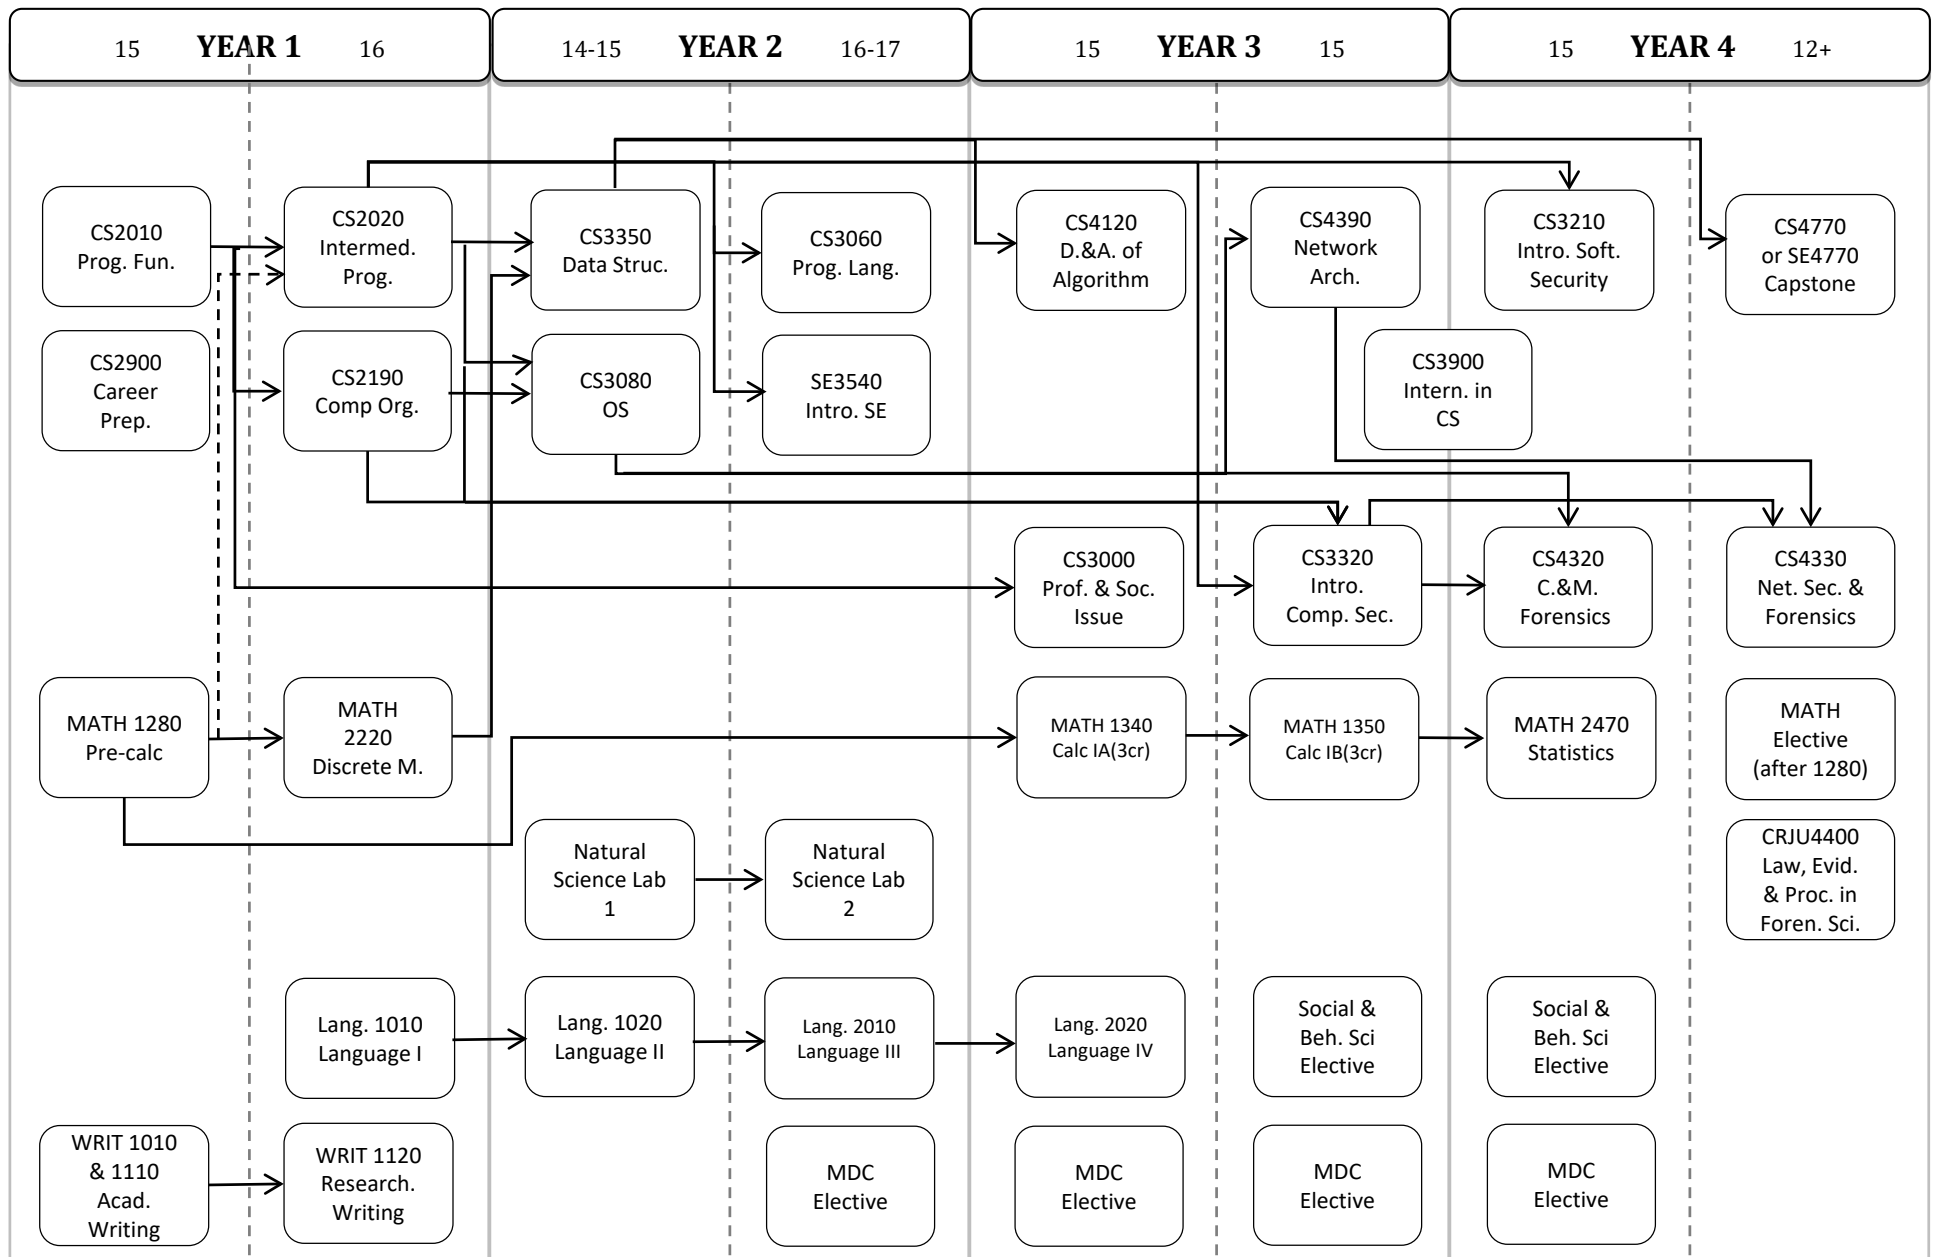 15 YEAR 1 16
14-15 YEAR 2 16-17
15 YEAR 3 15
15 YEAR 4 12+
CS2010
Prog. Fun.
CS2020
Intermed.
Prog.
CS3350
Data Struc.
CS3060
Prog. Lang.
CS4120
D.&A. of
Algorithm
CS4390
Network
Arch.
CS3210
Intro. Soft.
Security
CS4770
or SE4770
Capstone
CS2900
Career
Prep.
CS2190
Comp Org.
CS3080
OS
SE3540
Intro. SE
CS3900
Intern. in
CS
CS3000
Prof. & Soc.
Issue
CS3320
Intro.
Comp. Sec.
CS4320
C.&M.
Forensics
CS4330
Net. Sec. &
Forensics
MATH 1280
Pre-calc
MATH
2220
Discrete M.
MATH 1340
Calc IA(3cr)
MATH 1350
Calc IB(3cr)
MATH 2470
Statistics
MATH
Elective
(after 1280)
Natural
Science Lab
1
Natural
Science Lab
2
CRJU4400
Law, Evid.
& Proc. in
Foren. Sci.
Lang. 1010
Language I
Lang. 1020
Language II
Lang. 2010
Language III
Lang. 2020
Language IV
Social &
Beh. Sci
Elective
Social &
Beh. Sci
Elective
WRIT 1010
& 1110
Acad.
Writing
WRIT 1120
Research.
Writing
MDC
Elective
MDC
Elective
MDC
Elective
MDC
Elective